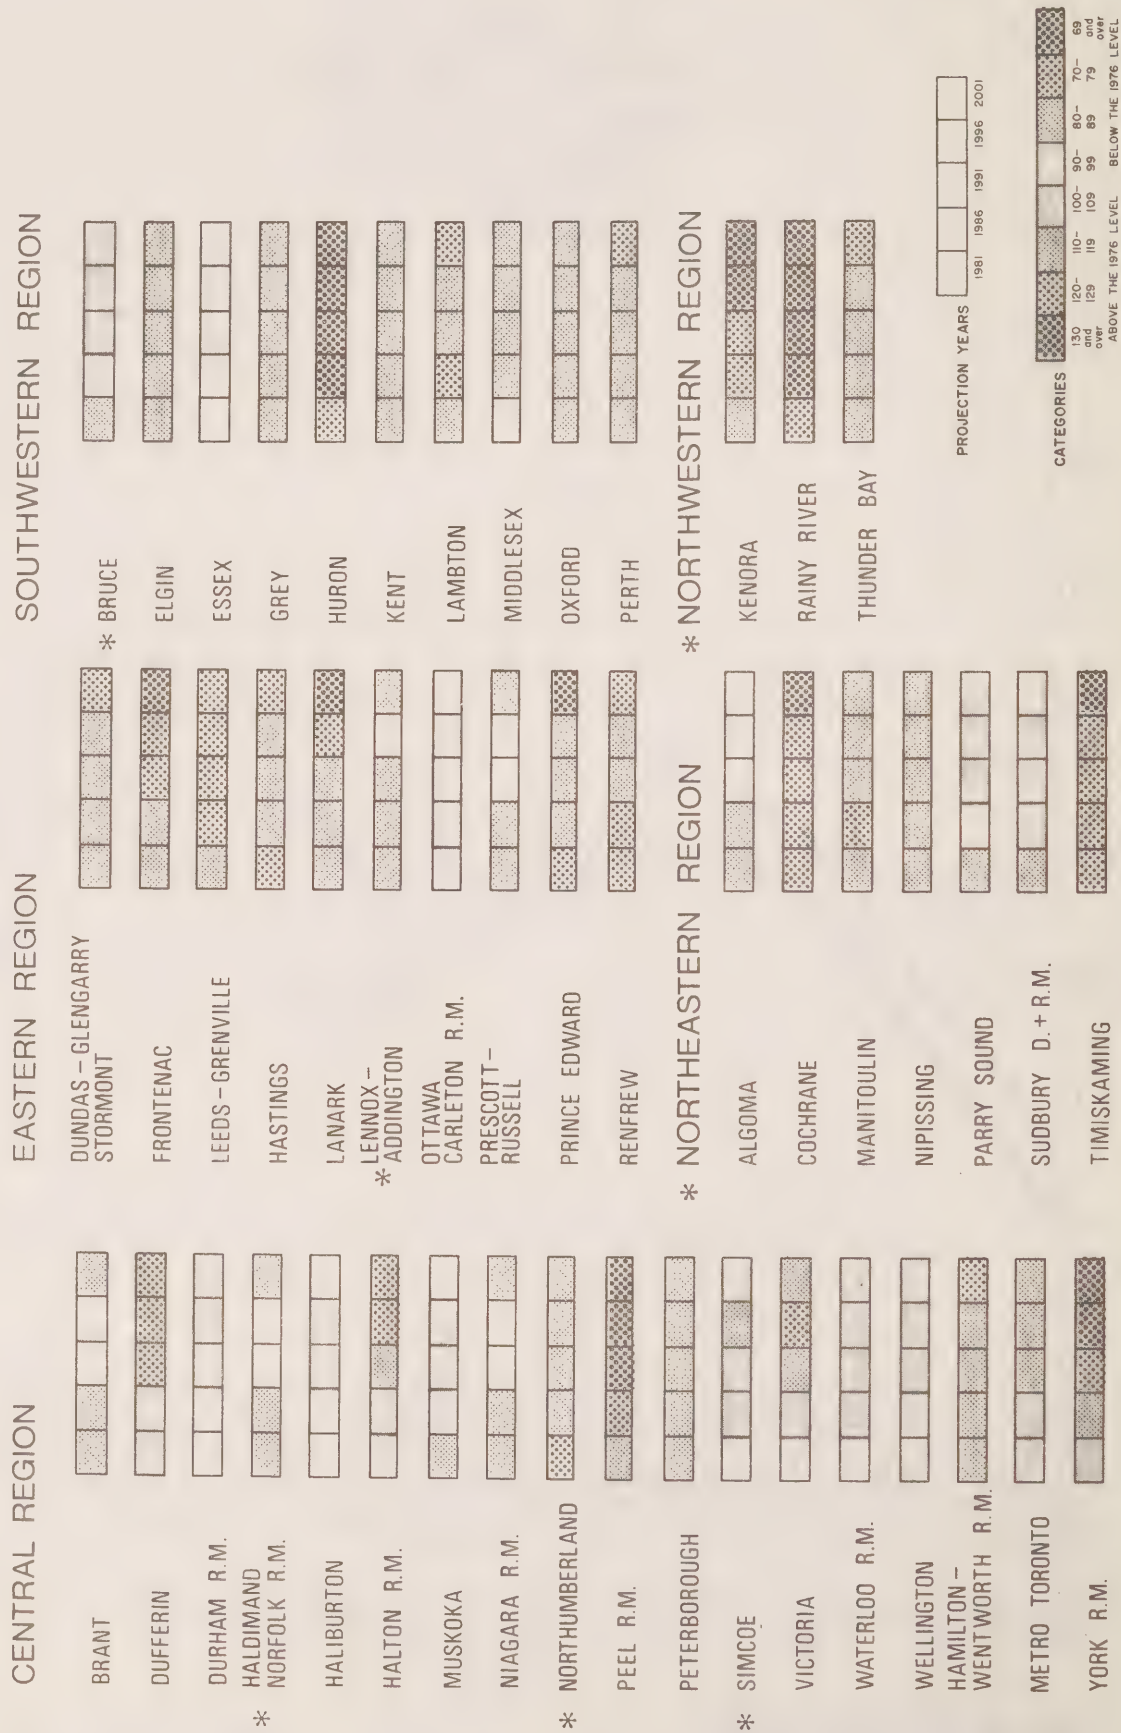 CENTRAL REGION
BRANT
DUFFERIN
DURHAM R.M.
HALDIMAND
* NORFOLK R.M.
HALIBURTON
HALTON R.M.
MUSKOKA
NIAGARA R.M.
* NORTHUMBERLAND
PEEL R.M.
PETERBOROUGH
* SIMCOE
VICTORIA
WATERLOO R.M.
WELLINGTON
HAMILTON –
WENTWORTH R.M.
METRO TORONTO
YORK R.M.
EASTERN REGION
DUNDAS – GLENGARRY
STORMONT
FRONTENAC
LEEDS – GRENVILLE
HASTINGS
LANARK
LENNOX –
* ADDINGTON
OTTAWA
CARLETON R.M.
PRESCOTT –
RUSSELL
PRINCE EDWARD
RENFREW
* NORTHEASTERN REGION
ALGOMA
COCHRANE
MANITOULIN
NIPISSING
PARRY SOUND
SUDBURY D. + R.M.
TIMISKAMING
SOUTHWESTERN REGION
* BRUCE
ELGIN
ESSEX
GREY
HURON
KENT
LAMBTON
MIDDLESEX
OXFORD
PERTH
* NORTHWESTERN REGION
KENORA
RAINY RIVER
THUNDER BAY
PROJECTION YEARS
1981 1986 1991 1996 2001
CATEGORIES
130 120– 110– 100– 90– 80– 70– 69
and 129 119 109 99 89 79 and
over over
ABOVE THE 1976 LEVEL BELOW THE 1976 LEVEL